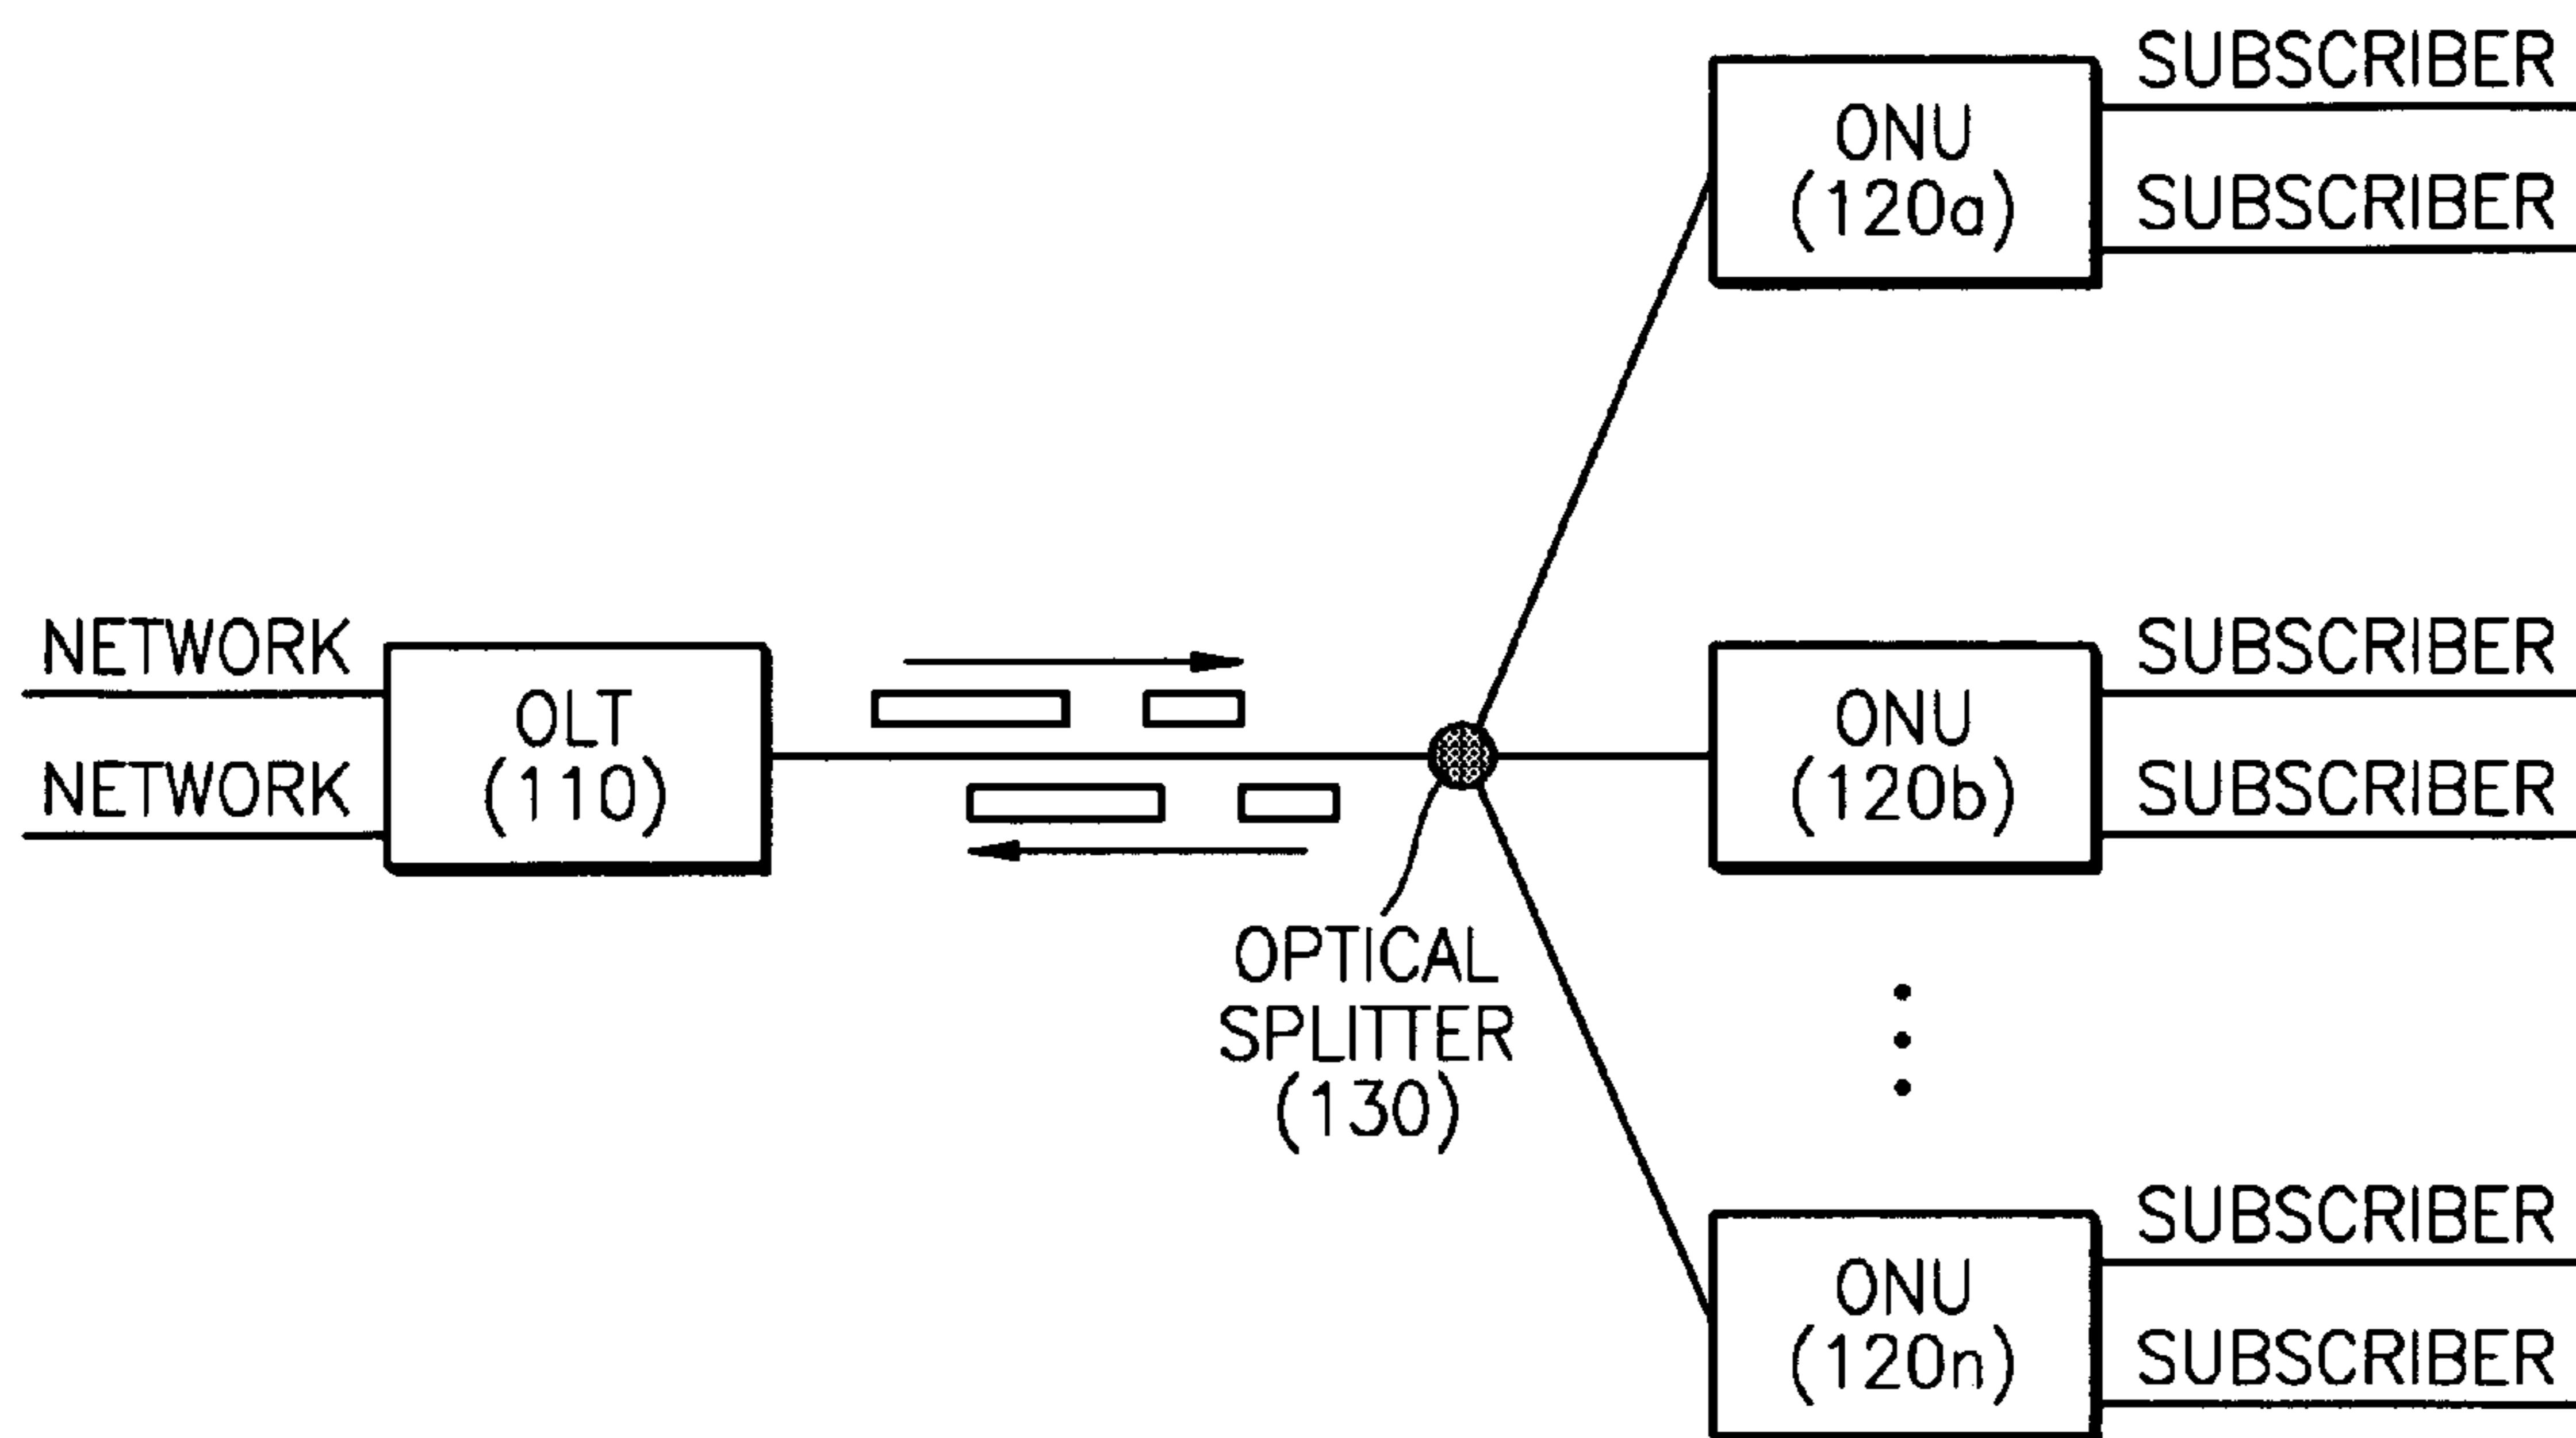 SUBSCRIBER
ONU
(120a)
SUBSCRIBER
NETWORK
OLT
(110)
NETWORK
SUBSCRIBER
ONU
(120b)
SUBSCRIBER
OPTICAL
SPLITTER
(130)
SUBSCRIBER
ONU
(120n)
SUBSCRIBER